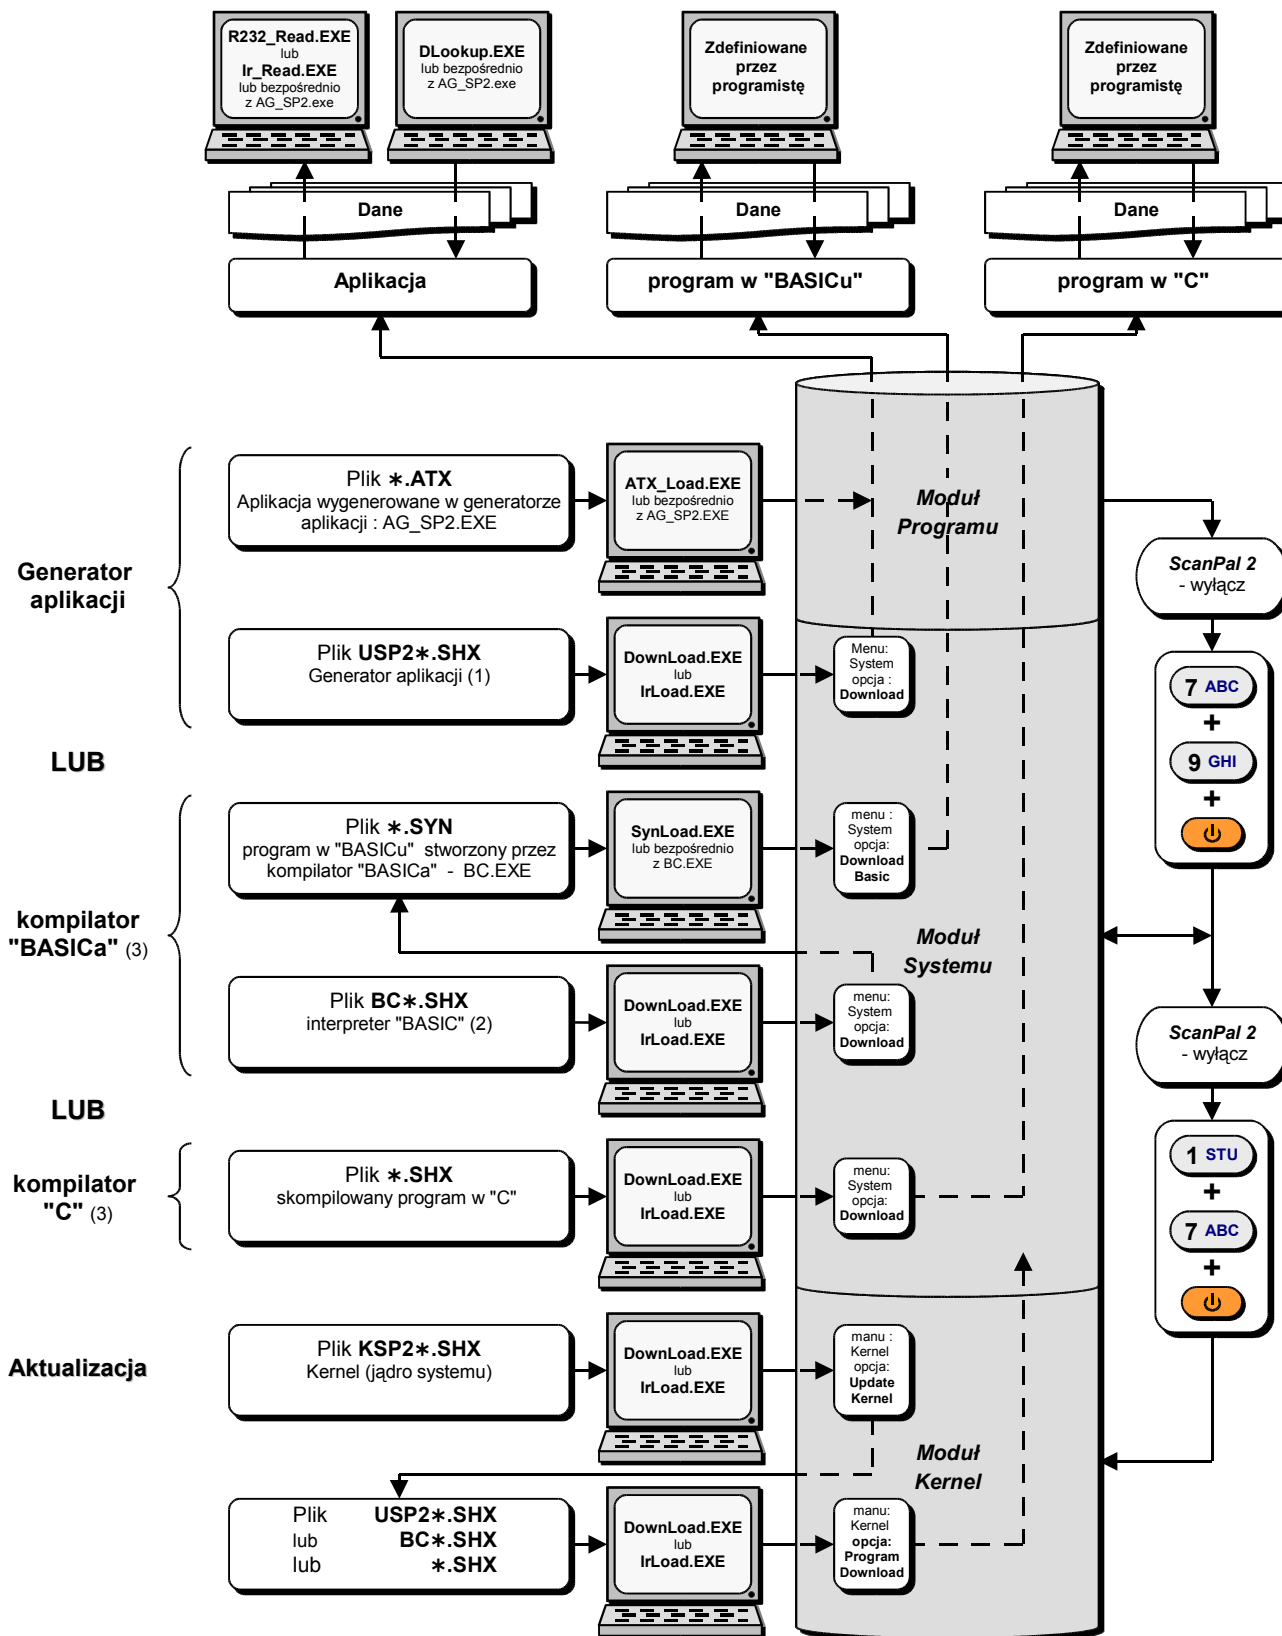 R232_Read.EXE
lub
Ir_Read.EXE
lub bezpośrednio
z AG_SP2.exe
DLookup.EXE
lub bezpośrednio
z AG_SP2.exe
Zdefiniowane
przez
programistę
Zdefiniowane
przez
programistę
Dane
Dane
Dane
Aplikacja
program w "BASICu"
program w "C"
Generator
aplikacji
Plik *.ATX
Aplikacja wygenerowane w generatorze
aplikacji : AG_SP2.EXE
ATX_Load.EXE
lub bezpośrednio
z AG_SP2.EXE
Moduł
Programu
ScanPal 2
- wyłącz
Plik USP2*.SHX
Generator aplikacji (1)
DownLoad.EXE
lub
IrLoad.EXE
Menu:
System
opcja :
Download
7 ABC
+
9 GHI
+
LUB
kompilator
"BASICa" (3)
Plik *.SYN
program w "BASICu" stworzony przez
kompilator "BASICa" - BC.EXE
SynLoad.EXE
lub bezpośrednio
z BC.EXE
menu :
System
opcja:
Download
Basic
Moduł
Systemu
Plik BC*.SHX
interpreter "BASIC" (2)
DownLoad.EXE
lub
IrLoad.EXE
menu:
System
opcja:
Download
ScanPal 2
- wyłącz
LUB
kompilator
"C" (3)
Plik *.SHX
skompilowany program w "C"
DownLoad.EXE
lub
IrLoad.EXE
menu:
System
opcja:
Download
1 STU
+
7 ABC
+
Aktualizacja
Plik KSP2*.SHX
Kernel (jądro systemu)
DownLoad.EXE
lub
IrLoad.EXE
manu :
Kernel
opcja:
Update
Kernel
Moduł
Kernel
Plik USP2*.SHX
lub BC*.SHX
lub *.SHX
DownLoad.EXE
lub
IrLoad.EXE
manu:
Kernel
opcja:
Program
Download